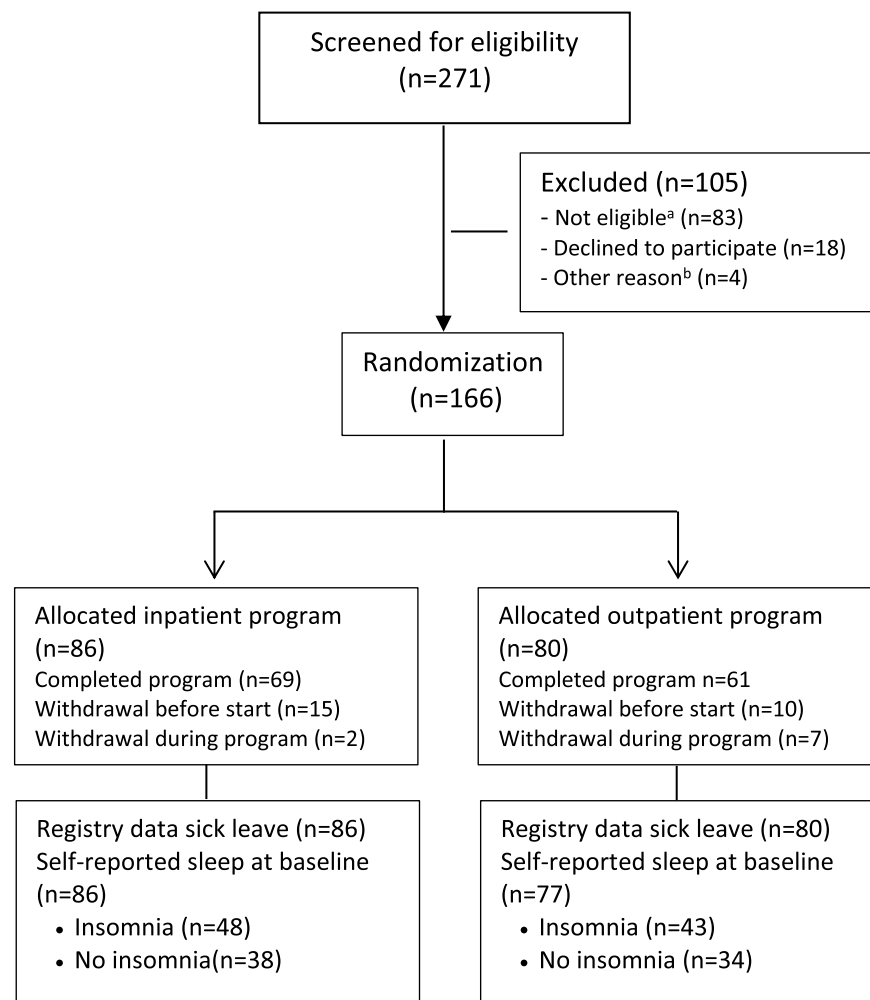 Screened for eligibility
(n=271)
Excluded (n=105)
- Not eligibleᵃ (n=83)
- Declined to participate (n=18)
- Other reasonᵇ (n=4)
Randomization
(n=166)
Allocated inpatient program
(n=86)
Completed program (n=69)
Withdrawal before start (n=15)
Withdrawal during program (n=2)
Allocated outpatient program
(n=80)
Completed program n=61
Withdrawal before start (n=10)
Withdrawal during program (n=7)
Registry data sick leave (n=86)
Self-reported sleep at baseline
(n=86)
• Insomnia (n=48)
• No insomnia(n=38)
Registry data sick leave (n=80)
Self-reported sleep at baseline
(n=77)
• Insomnia (n=43)
• No insomnia (n=34)